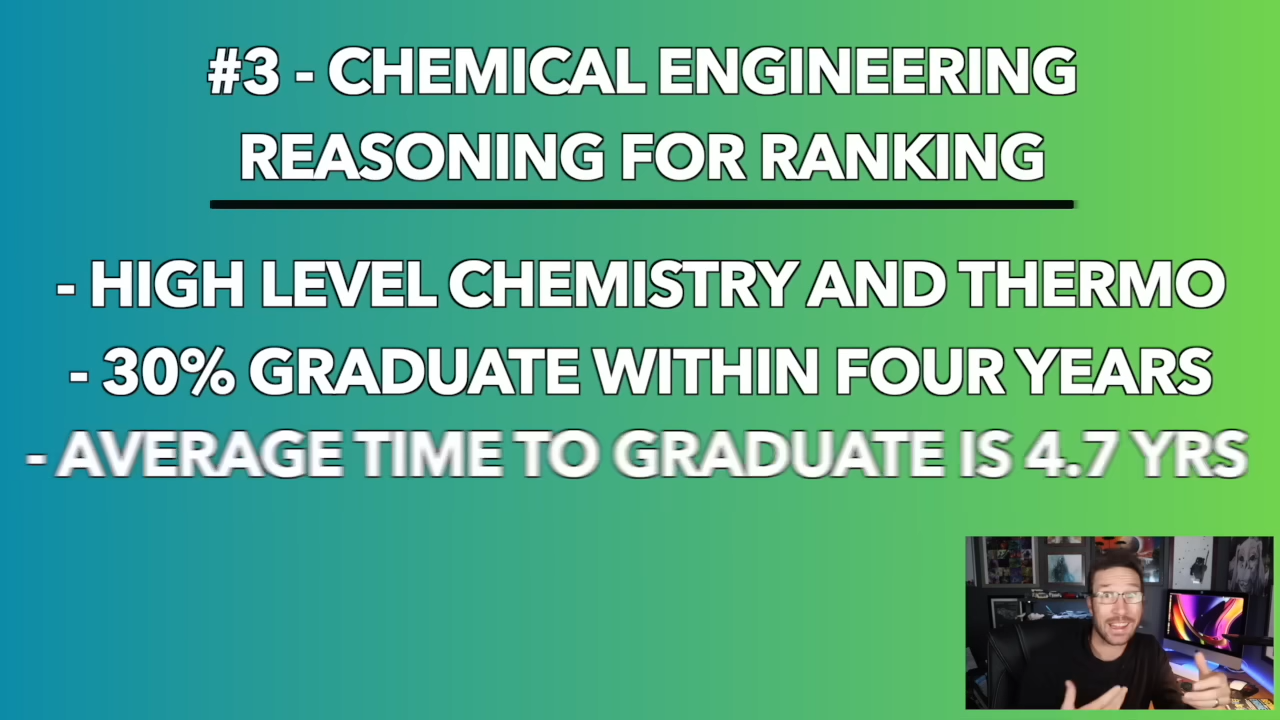 #3 - CHEMICAL ENGINEERING
REASONING FOR RANKING
- HIGH LEVEL CHEMISTRY AND THERMO
- 30% GRADUATE WITHIN FOUR YEARS
- AVERAGE TIME TO GRADUATE IS 4.7 YRS